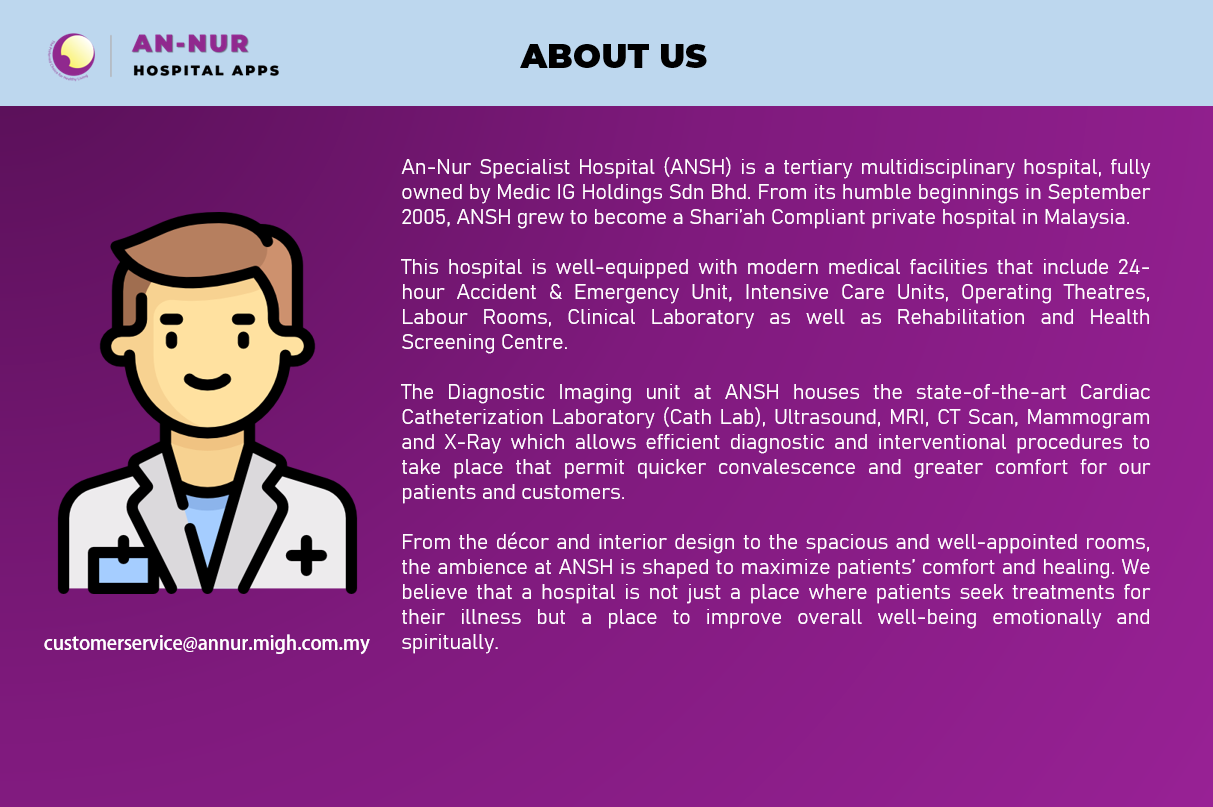 AN-NUR
HOSPITAL APPS
ABOUT US
An-Nur Specialist Hospital (ANSH) is a tertiary multidisciplinary hospital, fully
owned by Medic IG Holdings Sdn Bhd. From its humble beginnings in September
2005, ANSH grew to become a Shari’ah Compliant private hospital in Malaysia.
This hospital is well-equipped with modern medical facilities that include 24-
hour Accident & Emergency Unit, Intensive Care Units, Operating Theatres,
Labour Rooms, Clinical Laboratory as well as Rehabilitation and Health
Screening Centre.
The Diagnostic Imaging unit at ANSH houses the state-of-the-art Cardiac
Catheterization Laboratory (Cath Lab), Ultrasound, MRI, CT Scan, Mammogram
and X-Ray which allows efficient diagnostic and interventional procedures to
take place that permit quicker convalescence and greater comfort for our
patients and customers.
From the décor and interior design to the spacious and well-appointed rooms,
the ambience at ANSH is shaped to maximize patients’ comfort and healing. We
believe that a hospital is not just a place where patients seek treatments for
their illness but a place to improve overall well-being emotionally and
spiritually.
customerservice@annur.migh.com.my